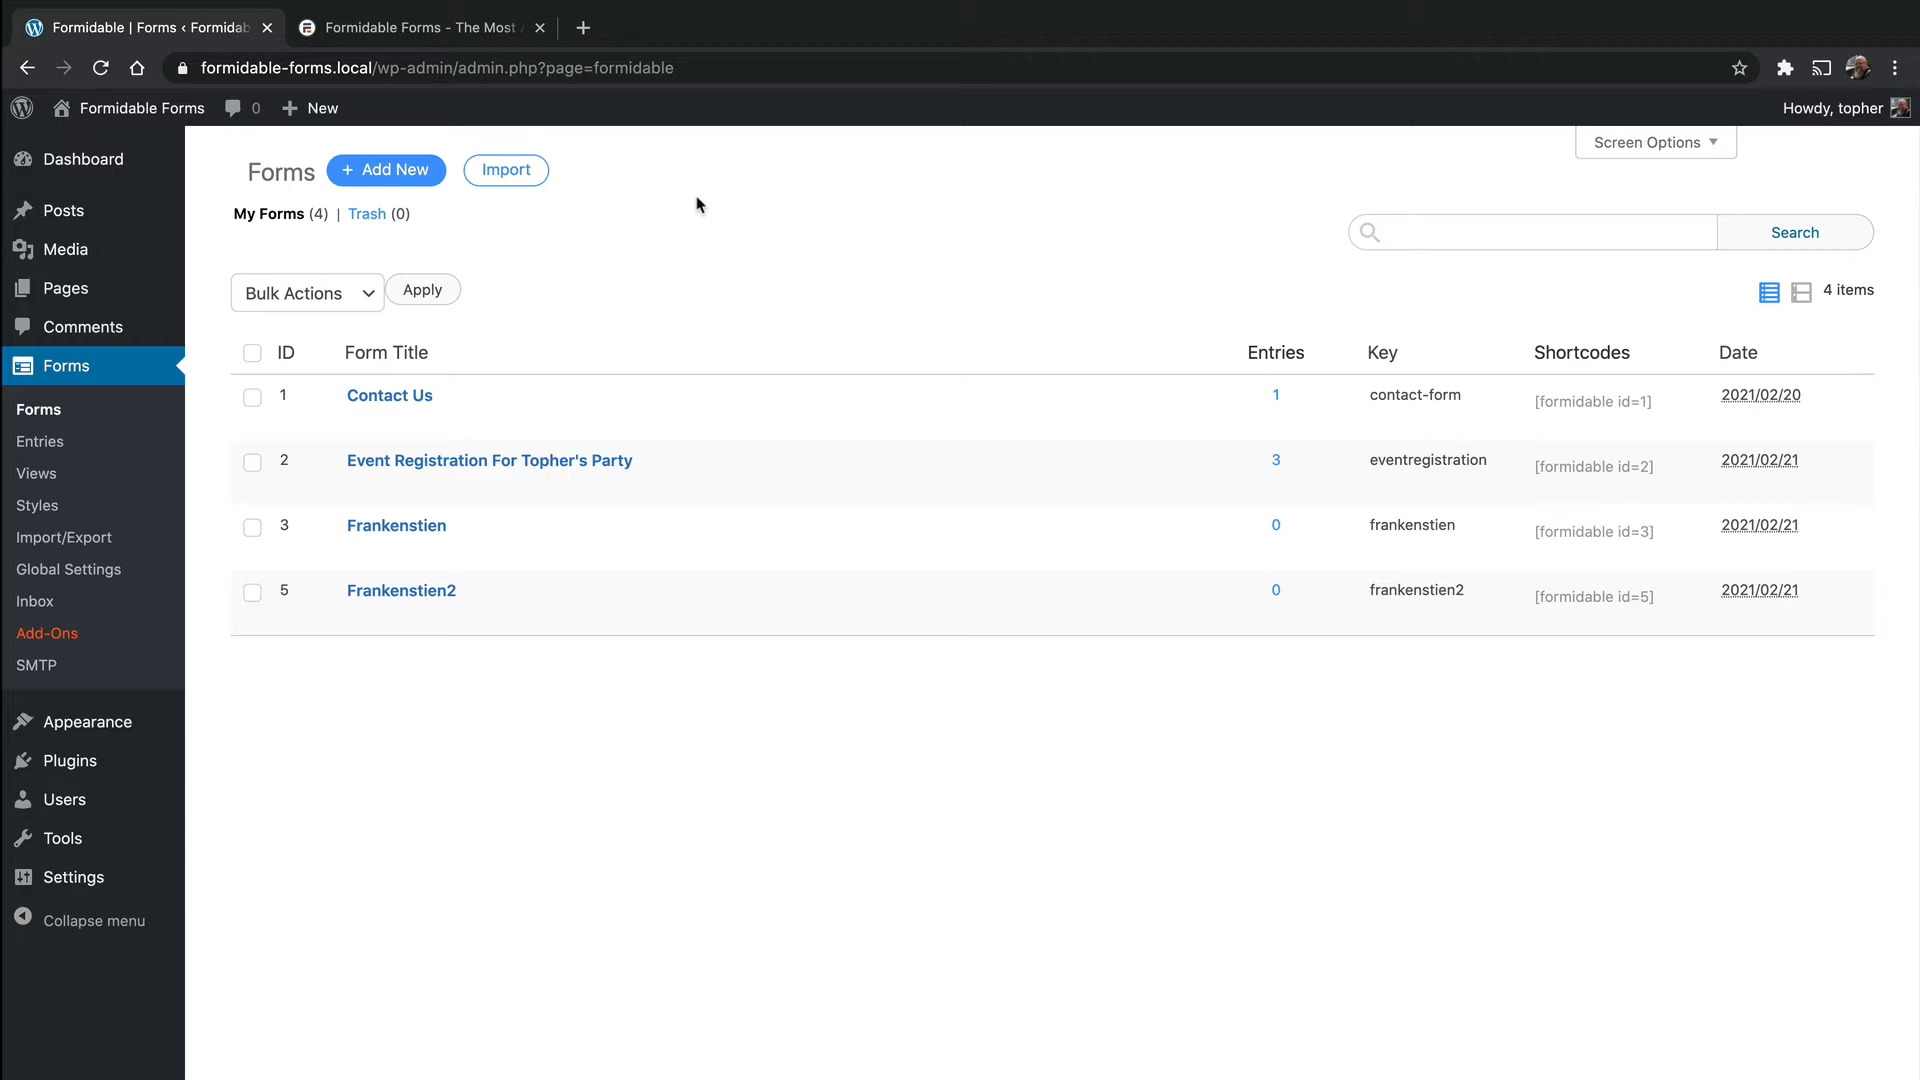 Formidable | Forms ‹ Formidab
Formidable Forms - The Most
formidable-forms.local/wp-admin/admin.php?page=formidable
Formidable Forms 0 + New
Howdy, topher
Screen Options ▼
Dashboard
Posts
Media
Pages
Comments
Forms
Forms
Entries
Views
Styles
Import/Export
Global Settings
Inbox
Add-Ons
SMTP
Appearance
Plugins
Users
Tools
Settings
Collapse menu
Forms + Add New Import
My Forms (4) | Trash (0)
Search
Bulk Actions Apply
4 items
ID Form Title Entries Key Shortcodes Date
1 Contact Us 1 contact-form [formidable id=1] 2021/02/20
2 Event Registration For Topher's Party 3 eventregistration [formidable id=2] 2021/02/21
3 Frankenstien 0 frankenstien [formidable id=3] 2021/02/21
5 Frankenstien2 0 frankenstien2 [formidable id=5] 2021/02/21